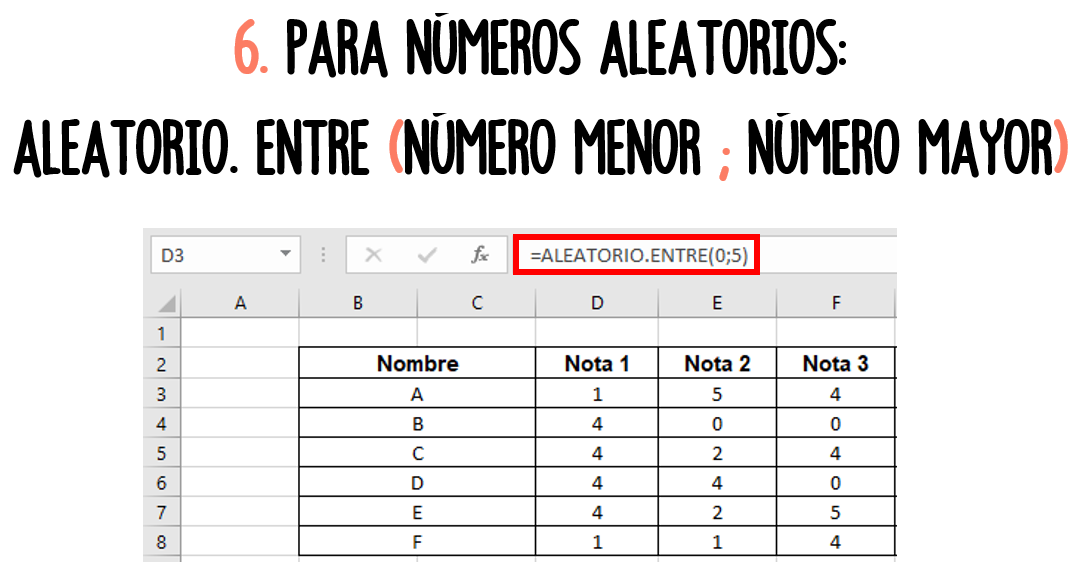 6. PARA NÚMEROS ALEATORIOS:
ALEATORIO. ENTRE (NÚMERO MENOR ; NÚMERO MAYOR)
D3 fx =ALEATORIO.ENTRE(0;5)
A B C D E F
1
2 Nombre Nota 1 Nota 2 Nota 3
3 A 1 5 4
4 B 4 0 0
5 C 4 2 4
6 D 4 4 0
7 E 4 2 5
8 F 1 1 4